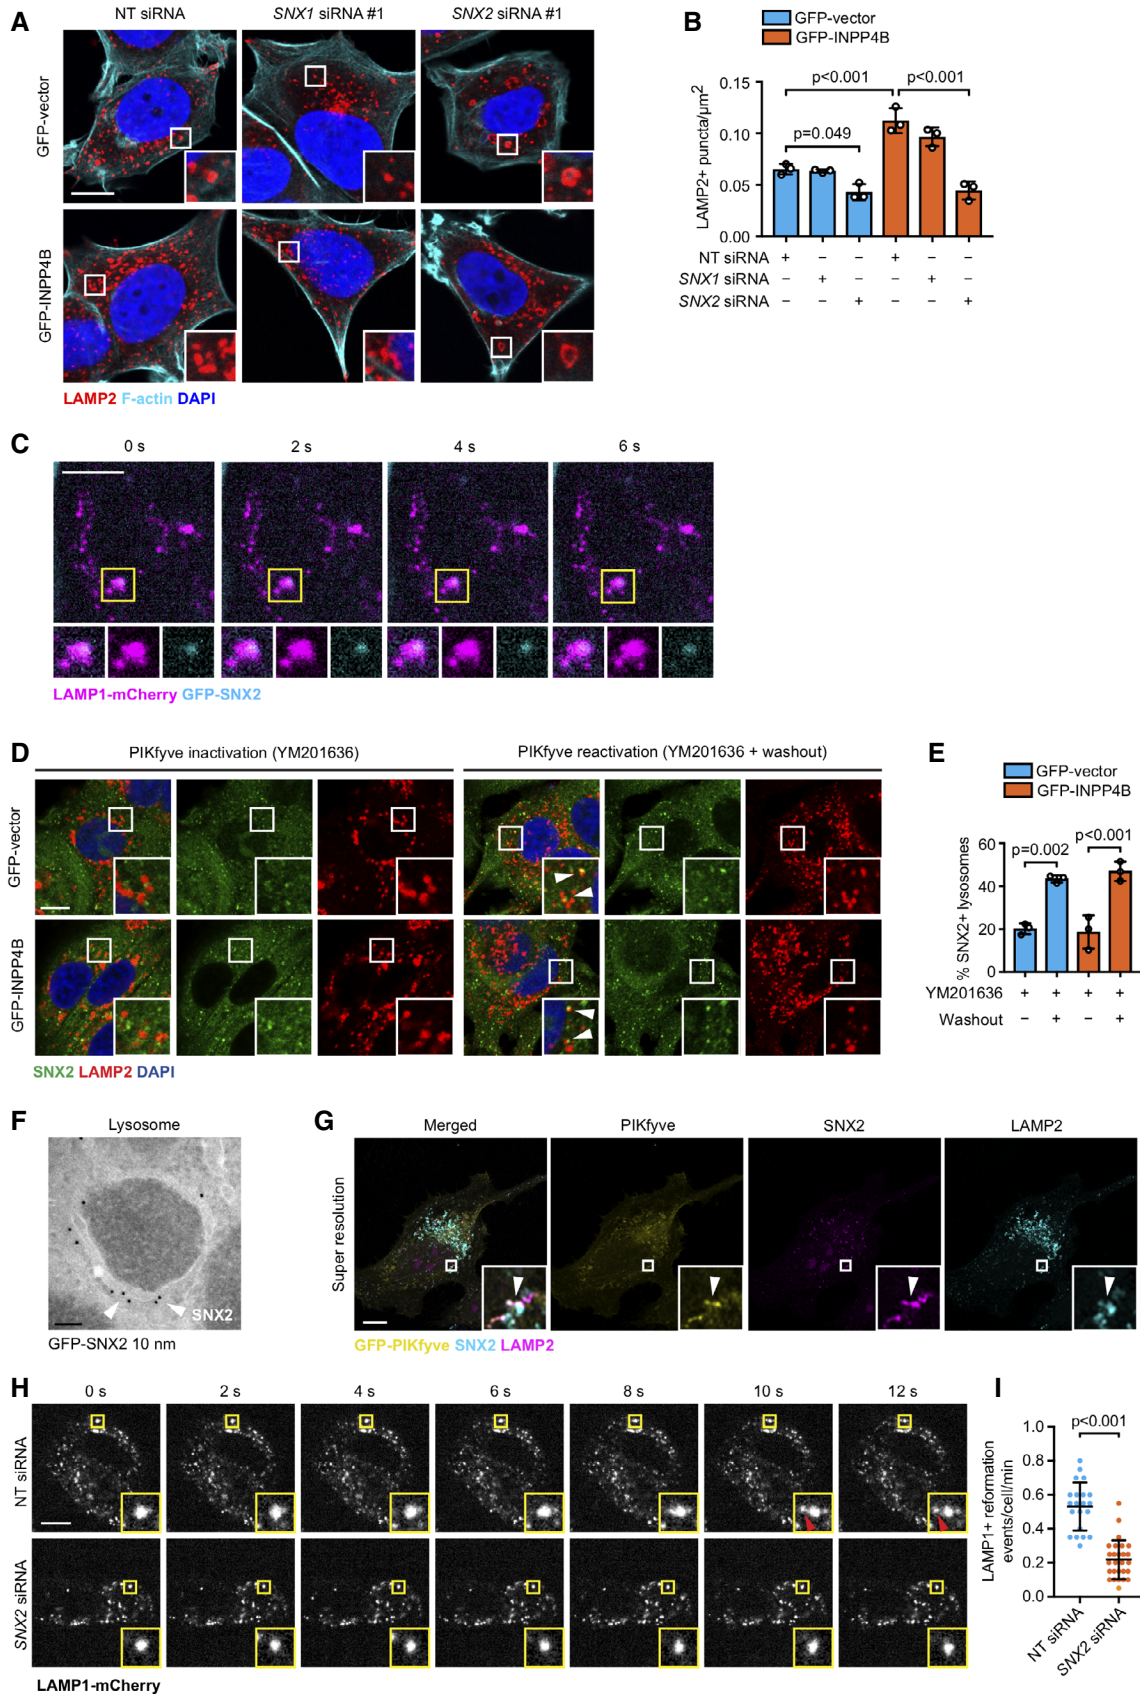 A
NT siRNA
SNX1 siRNA #1
SNX2 siRNA #1
GFP-vector
GFP-INPP4B
LAMP2 F-actin DAPI
B
GFP-vector
GFP-INPP4B
LAMP2+ puncta/μm2
0.15
0.10
0.05
0.00
p<0.001
p<0.001
p=0.049
NT siRNA + – – + – –
SNX1 siRNA – + – – + –
SNX2 siRNA – – + – – +
C
0 s
2 s
4 s
6 s
LAMP1-mCherry GFP-SNX2
D
PIKfyve inactivation (YM201636)
PIKfyve reactivation (YM201636 + washout)
GFP-vector
GFP-INPP4B
SNX2 LAMP2 DAPI
E
GFP-vector
GFP-INPP4B
% SNX2+ lysosomes
60
40
20
0
p=0.002
p<0.001
YM201636 + + + +
Washout – + – +
F
Lysosome
SNX2
GFP-SNX2 10 nm
G
Merged
PIKfyve
SNX2
LAMP2
Super resolution
GFP-PIKfyve SNX2 LAMP2
H
0 s
2 s
4 s
6 s
8 s
10 s
12 s
NT siRNA
SNX2 siRNA
LAMP1-mCherry
I
LAMP1+ reformation
events/cell/min
1.0
0.8
0.6
0.4
0.2
0.0
p<0.001
NT siRNA
SNX2 siRNA